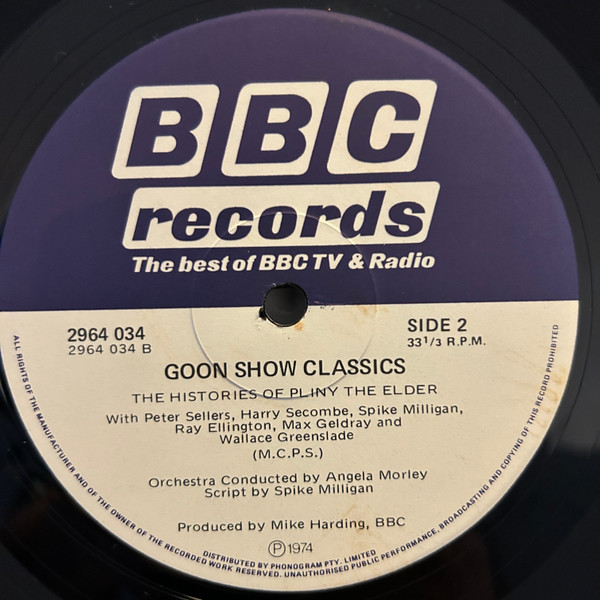 BBC
records
The best of BBC TV & Radio
2964 034
2964 034 B
SIDE 2
33 1/3 R.P.M.
GOON SHOW CLASSICS
THE HISTORIES OF PLINY THE ELDER
With Peter Sellers, Harry Secombe, Spike Milligan,
Ray Ellington, Max Geldray and
Wallace Greenslade
(M.C.P.S.)
Orchestra Conducted by Angela Morley
Script by Spike Milligan
Produced by Mike Harding, BBC
Ⓟ 1974
DISTRIBUTED BY PHONOGRAM PTY. LIMITED
ALL RIGHTS OF THE MANUFACTURER AND OF THE OWNER OF THE RECORDED WORK RESERVED. UNAUTHORISED PUBLIC PERFORMANCE, BROADCASTING AND COPYING OF THIS RECORD PROHIBITED